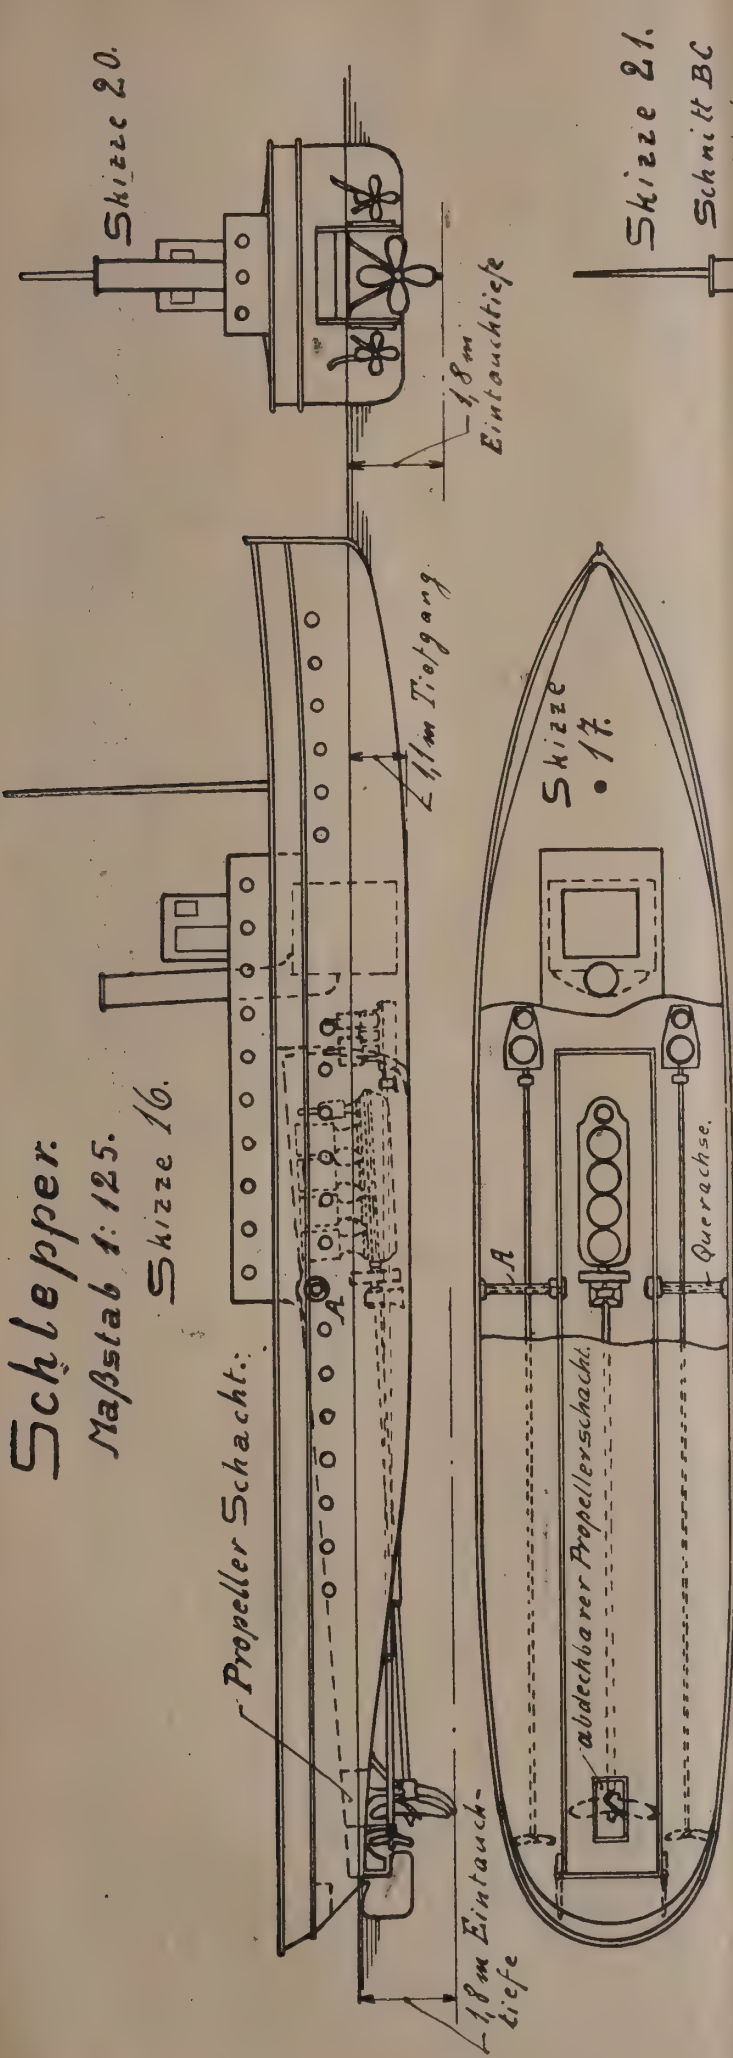 Schlepper.
Maßstab 1:125.
Skizze 16.
Propeller Schacht.:
A
1,1 m Tiefgang
1,8 m Eintauch-
tiefe
Skizze 20.
1,8 m
Eintauchtiefe
Skizze
17.
A
Querachse.
abdeckbarer Propellerschacht.
Skizze 21.
Schnitt BC